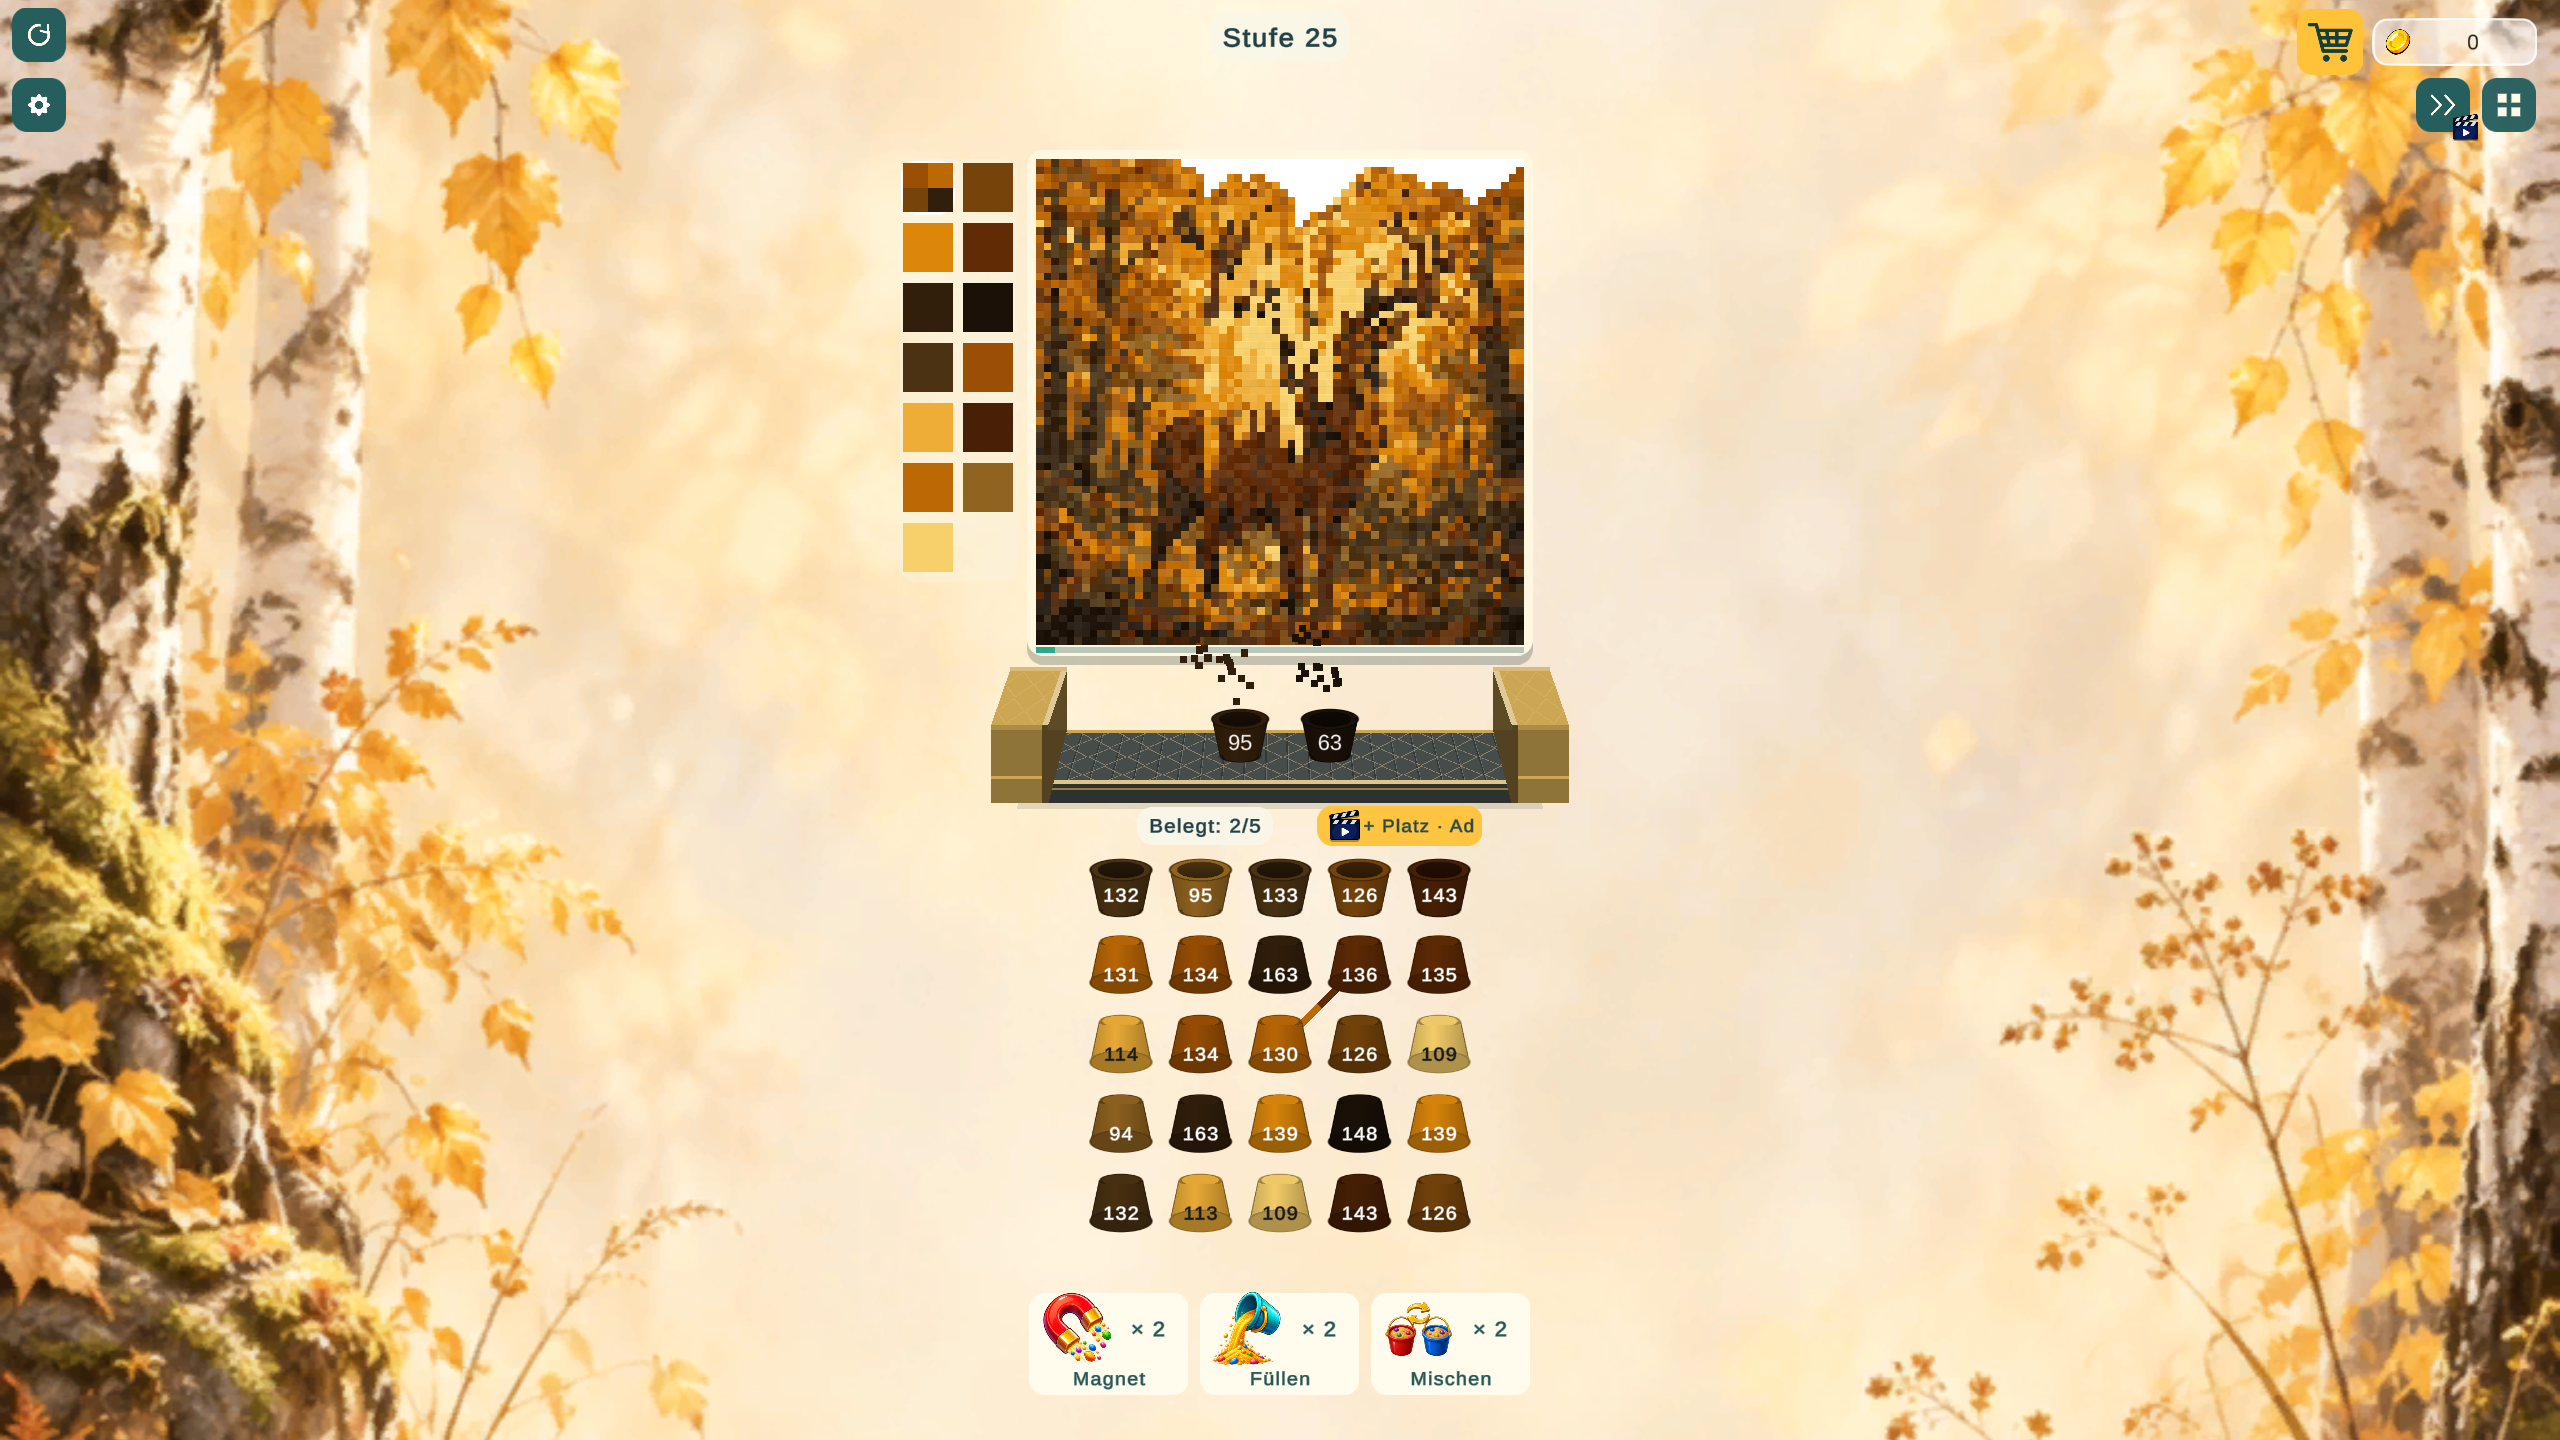 Stufe 25
0
95 63
Belegt: 2/5
+ Platz · Ad
132 95 133 126 143
131 134 163 136 135
114 134 130 126 109
94 163 139 148 139
132 113 109 143 126
× 2 × 2 × 2
Magnet Füllen Mischen